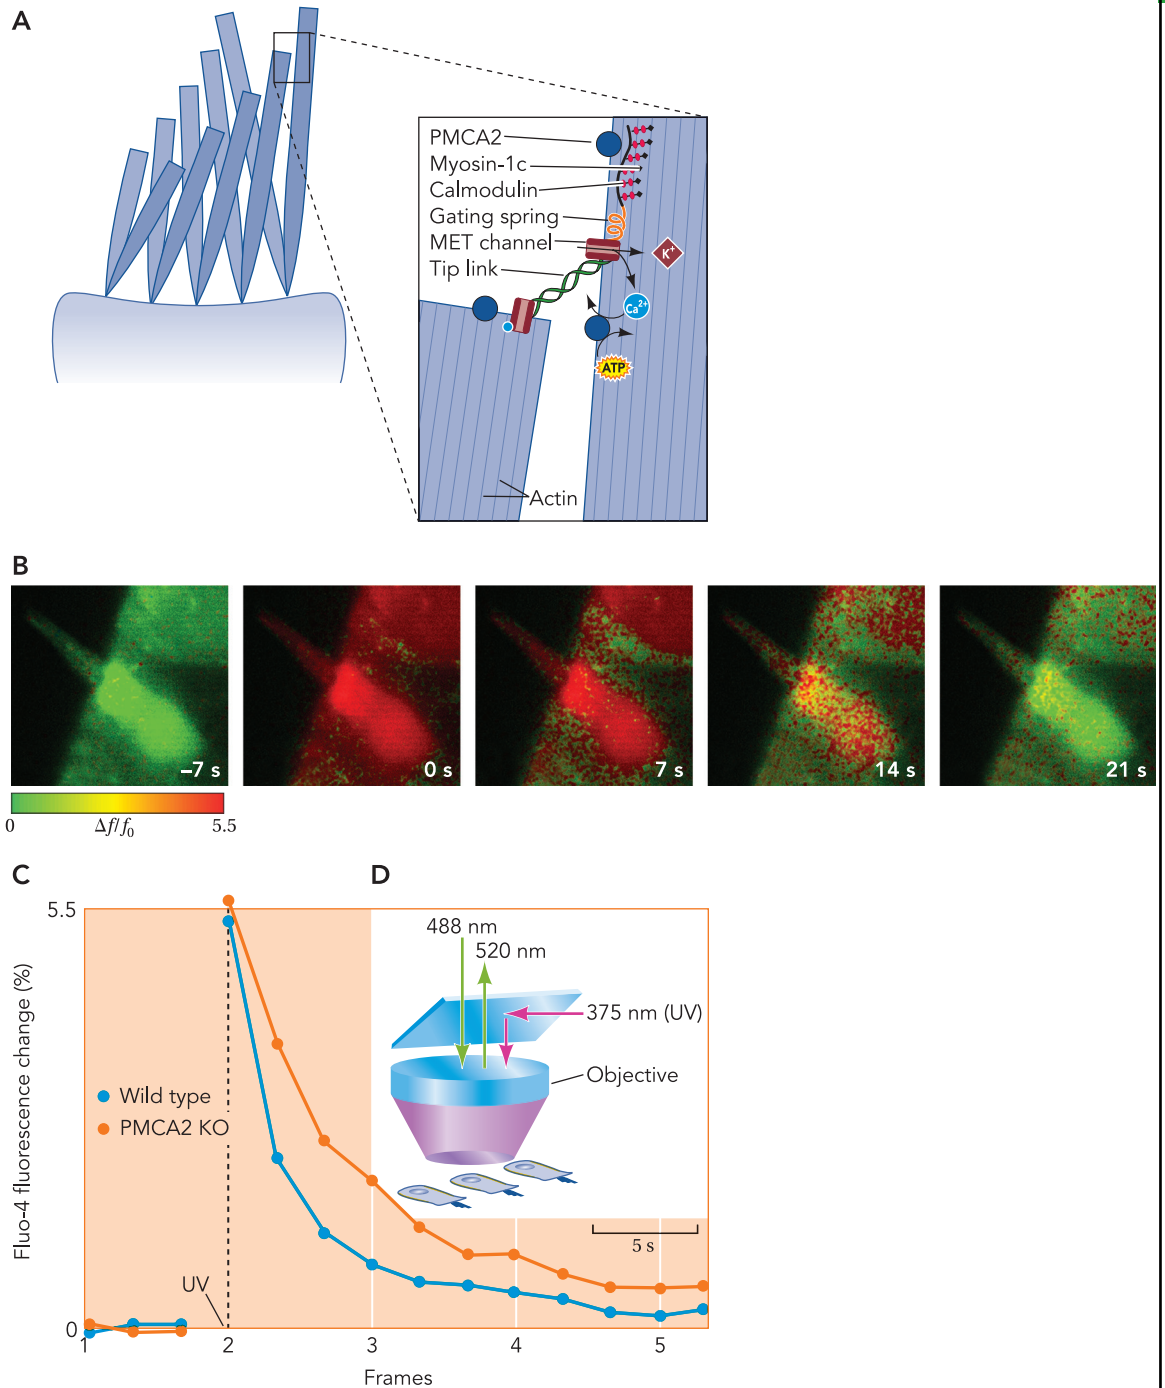 A
PMCA2
Myosin-1c
Calmodulin
Gating spring
MET channel
Tip link
K+
Ca2+
ATP
Actin
B
–7 s
0 s
7 s
14 s
21 s
0
Δf/f0
5.5
C
D
5.5
Fluo-4 fluorescence change (%)
0
Wild type
PMCA2 KO
UV
488 nm
520 nm
375 nm (UV)
Objective
5 s
1
2
3
4
5
Frames